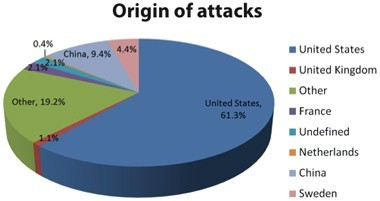 Origin of attacks
0.4%
4.4%
China, 9.4%
2.1%
2.1%
Other, 19.2%
United States,
61.3%
1.1%
United States
United Kingdom
Other
France
Undefined
Netherlands
China
Sweden